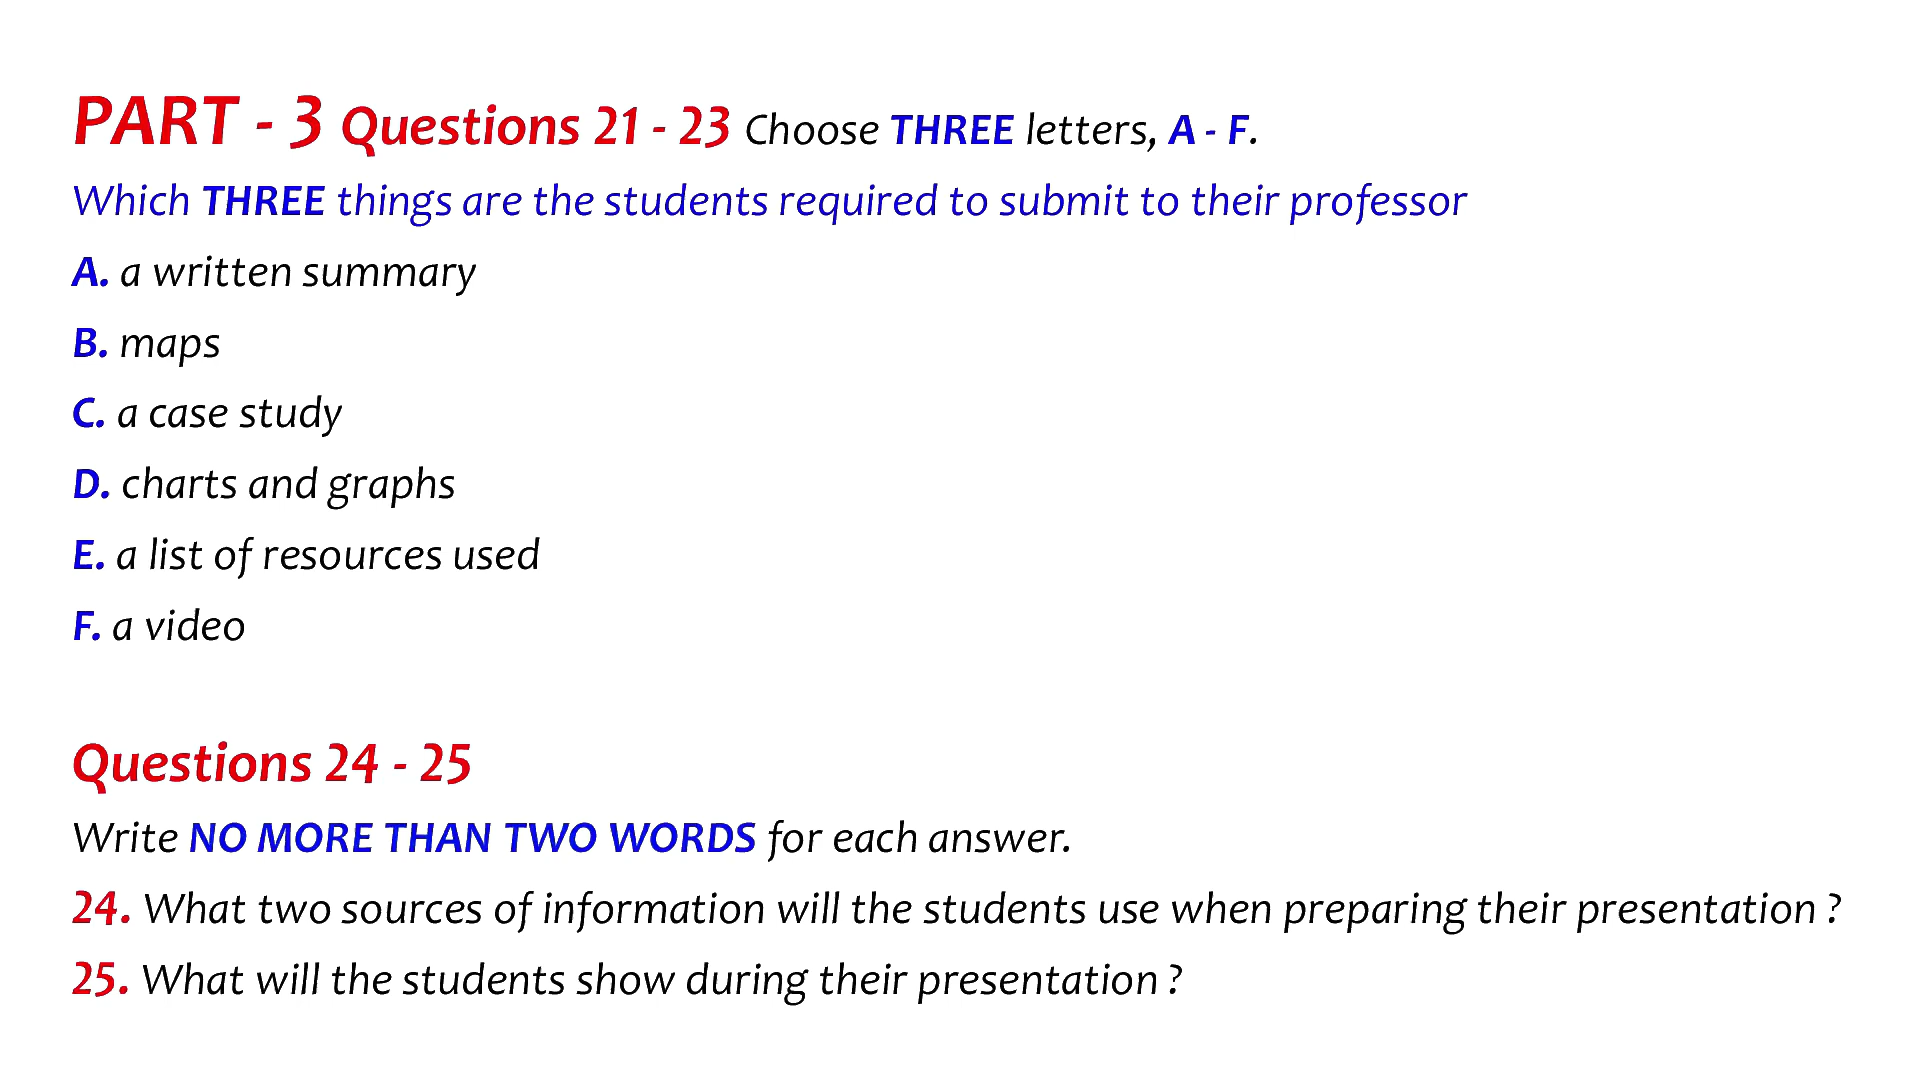 PART - 3 Questions 21 - 23 Choose THREE letters, A - F.
Which THREE things are the students required to submit to their professor
A. a written summary
B. maps
C. a case study
D. charts and graphs
E. a list of resources used
F. a video
Questions 24 - 25
Write NO MORE THAN TWO WORDS for each answer.
24. What two sources of information will the students use when preparing their presentation ?
25. What will the students show during their presentation ?